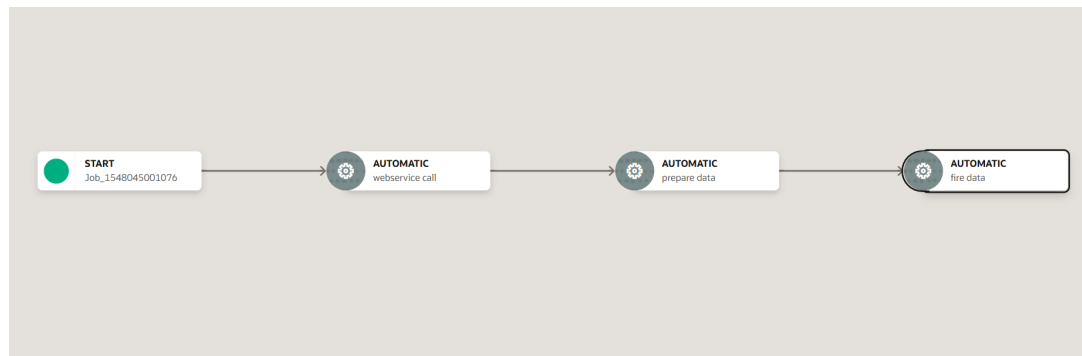 START
Job_1548045001076
AUTOMATIC
webservice call
AUTOMATIC
prepare data
AUTOMATIC
fire data